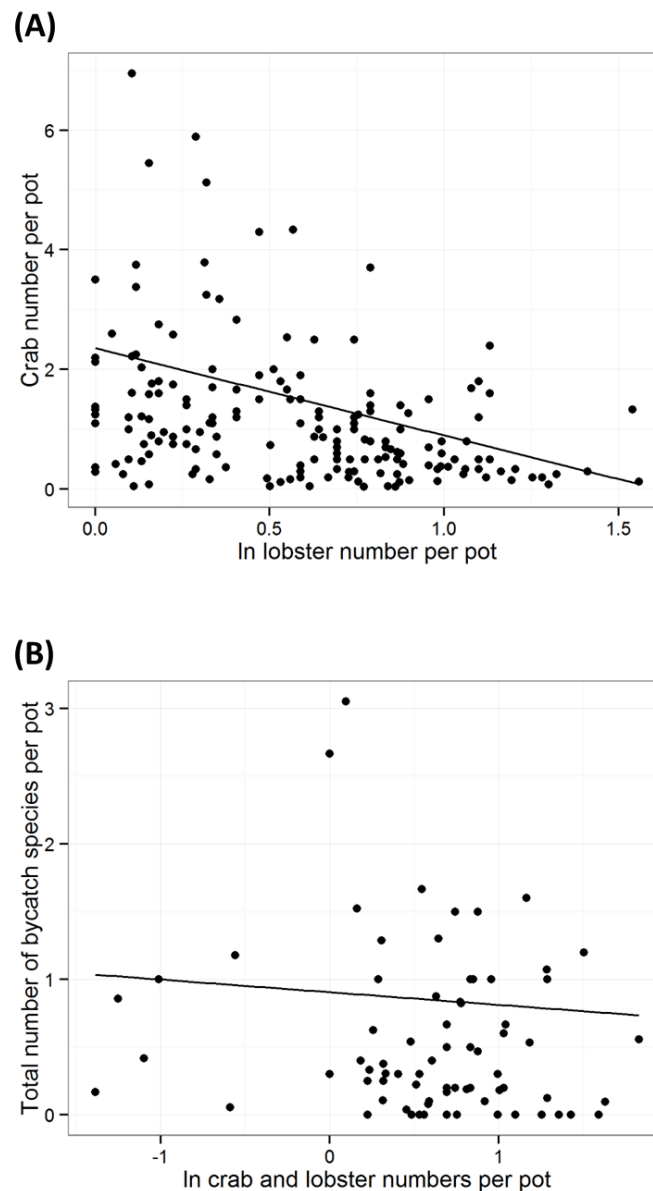 (A)
Crab number per pot
6
4
2
0
0.0 0.5 1.0 1.5
ln lobster number per pot
(B)
Total number of bycatch species per pot
3
2
1
0
-1 0 1
ln crab and lobster numbers per pot